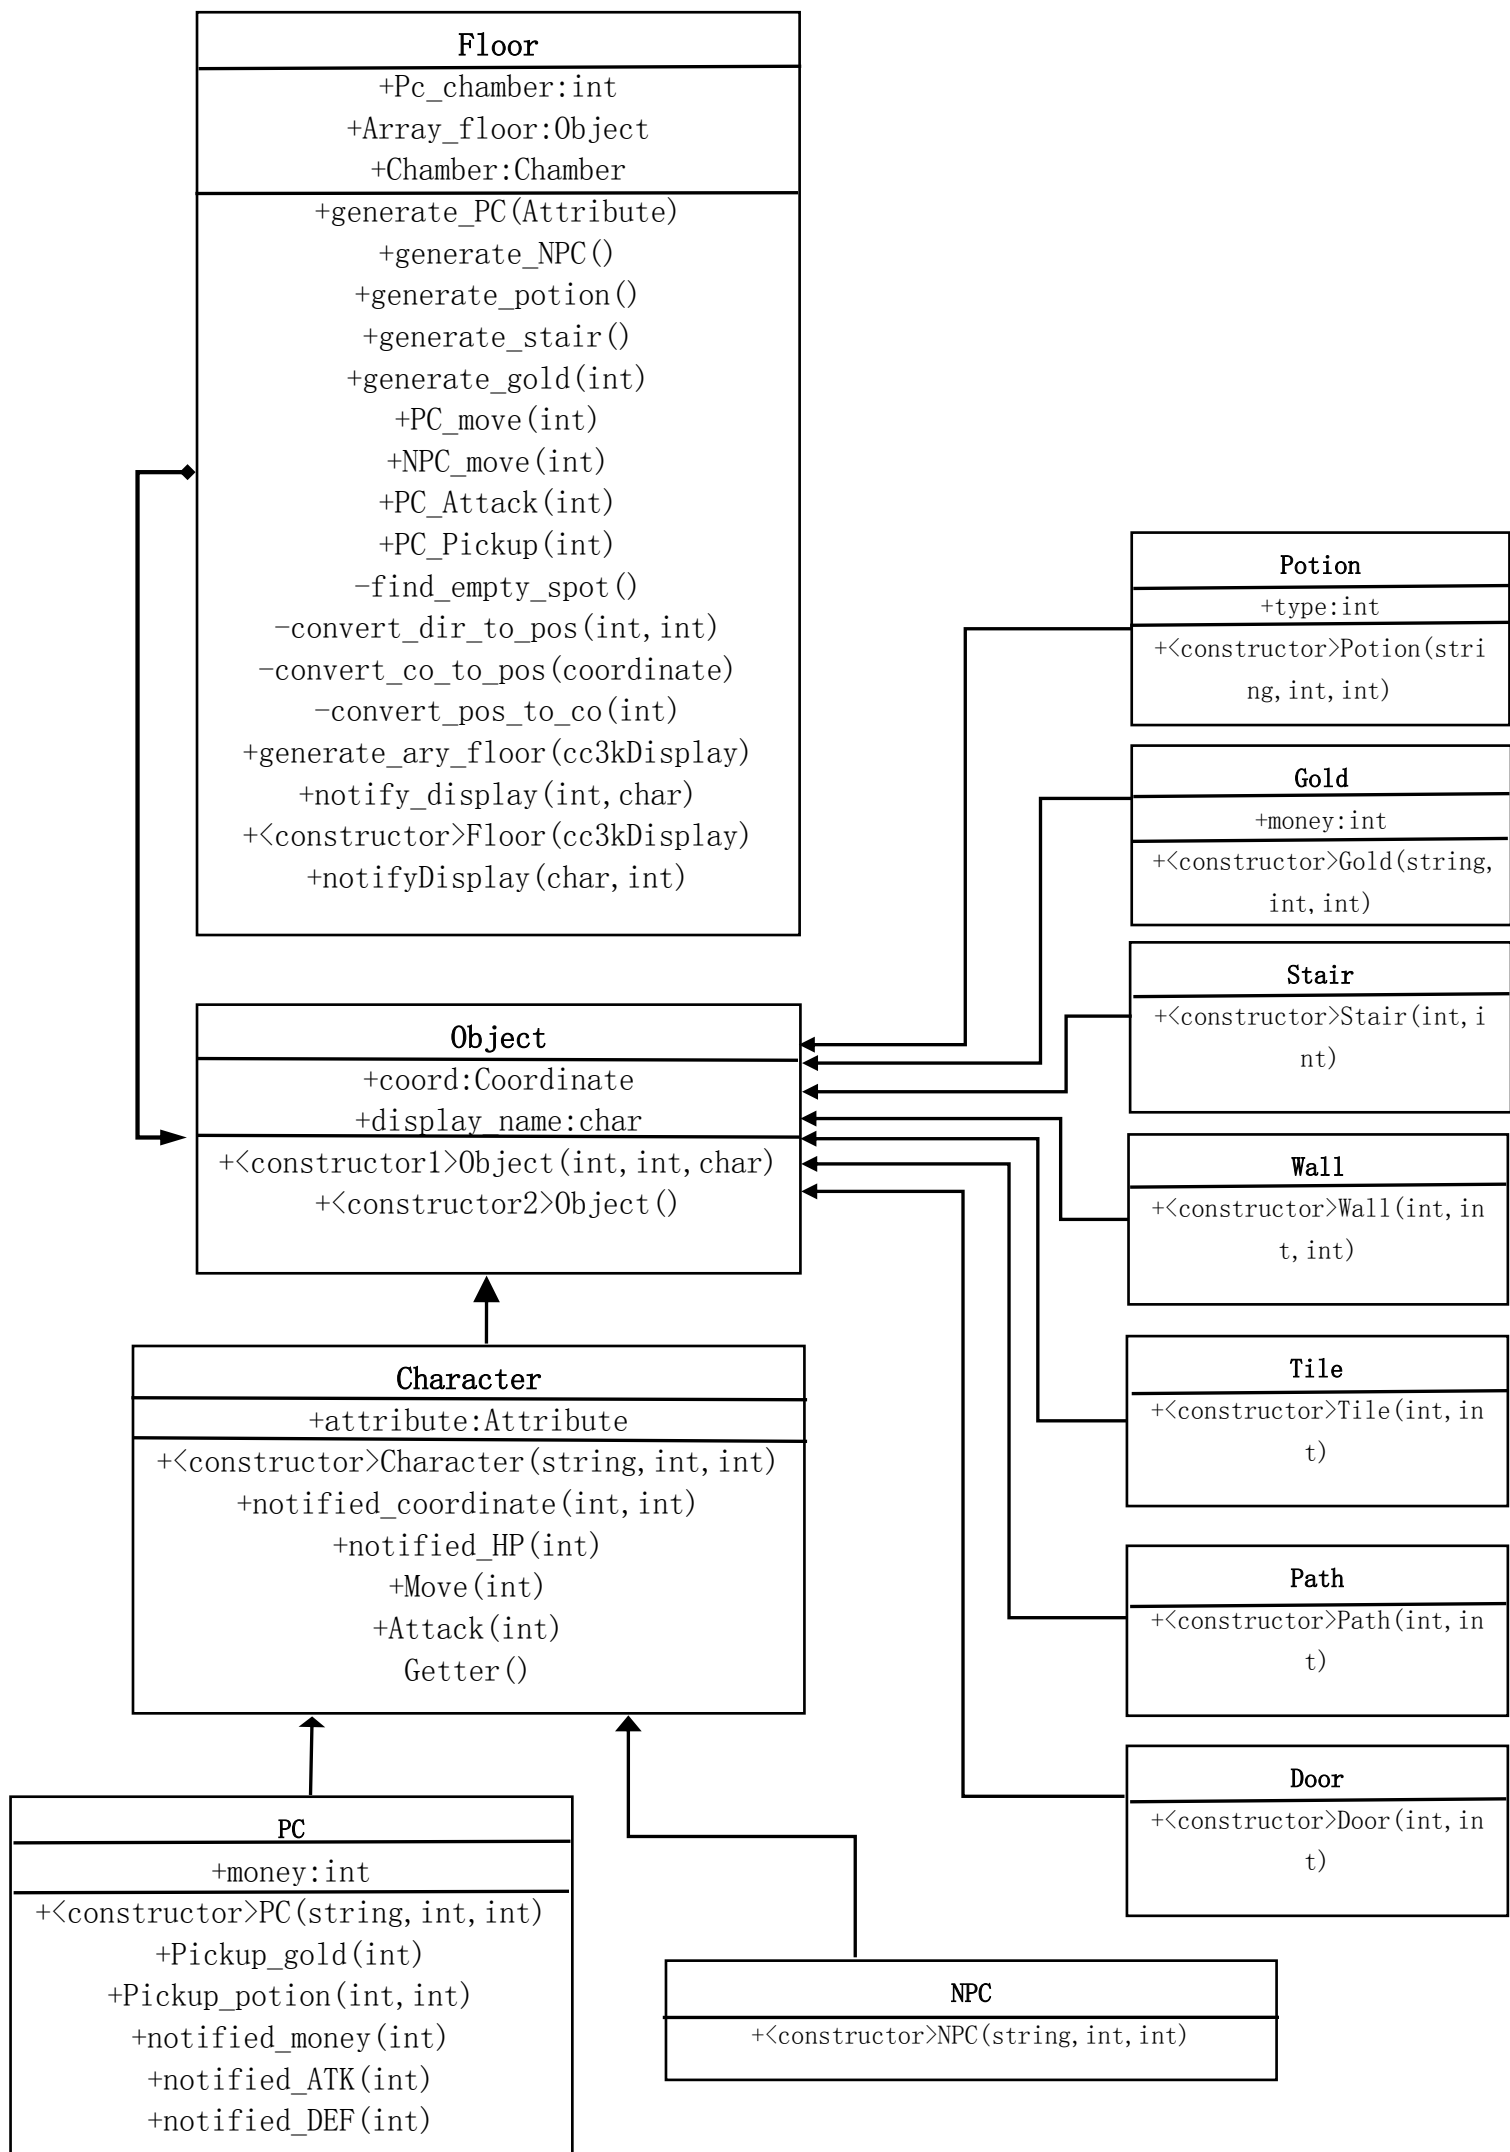 Floor
+Pc_chamber:int
+Array_floor:Object
+Chamber:Chamber
+generate_PC(Attribute)
+generate_NPC()
+generate_potion()
+generate_stair()
+generate_gold(int)
+PC_move(int)
+NPC_move(int)
+PC_Attack(int)
+PC_Pickup(int)
-find_empty_spot()
-convert_dir_to_pos(int,int)
-convert_co_to_pos(coordinate)
-convert_pos_to_co(int)
+generate_ary_floor(cc3kDisplay)
+notify_display(int,char)
+<constructor>Floor(cc3kDisplay)
+notifyDisplay(char,int)
Potion
+type:int
+<constructor>Potion(stri
ng,int,int)
Gold
+money:int
+<constructor>Gold(string,
int,int)
Stair
+<constructor>Stair(int,i
nt)
Object
+coord:Coordinate
+display_name:char
+<constructor1>Object(int,int,char)
+<constructor2>Object()
Wall
+<constructor>Wall(int,in
t,int)
Tile
+<constructor>Tile(int,in
t)
Character
+attribute:Attribute
+<constructor>Character(string,int,int)
+notified_coordinate(int,int)
+notified_HP(int)
+Move(int)
+Attack(int)
Getter()
Path
+<constructor>Path(int,in
t)
Door
+<constructor>Door(int,in
t)
PC
+money:int
+<constructor>PC(string,int,int)
+Pickup_gold(int)
+Pickup_potion(int,int)
+notified_money(int)
+notified_ATK(int)
+notified_DEF(int)
NPC
+<constructor>NPC(string,int,int)